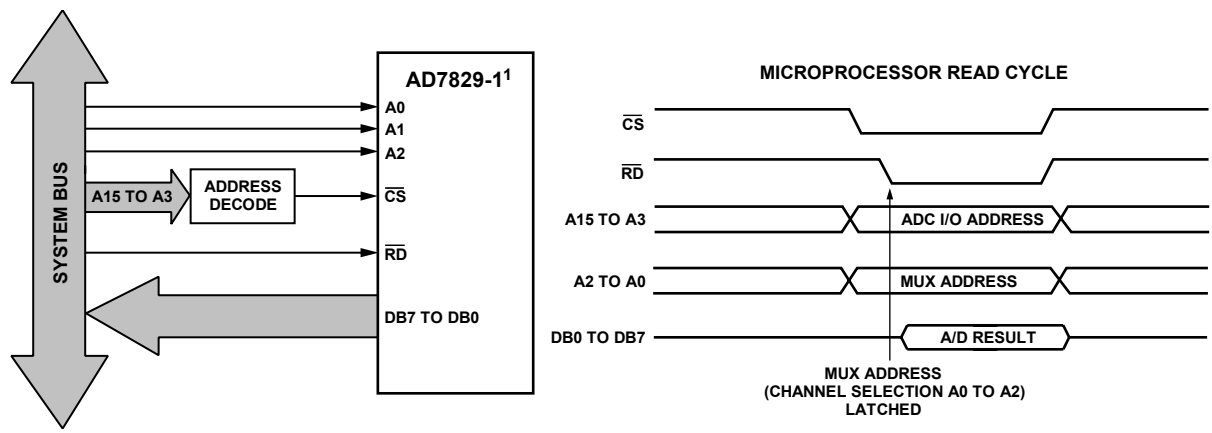 AD7829-1¹
A0
A1
A2
SYSTEM BUS
A15 TO A3
ADDRESS
DECODE
CS
RD
DB7 TO DB0
MICROPROCESSOR READ CYCLE
CS
RD
A15 TO A3
ADC I/O ADDRESS
A2 TO A0
MUX ADDRESS
DB0 TO DB7
A/D RESULT
MUX ADDRESS
(CHANNEL SELECTION A0 TO A2)
LATCHED